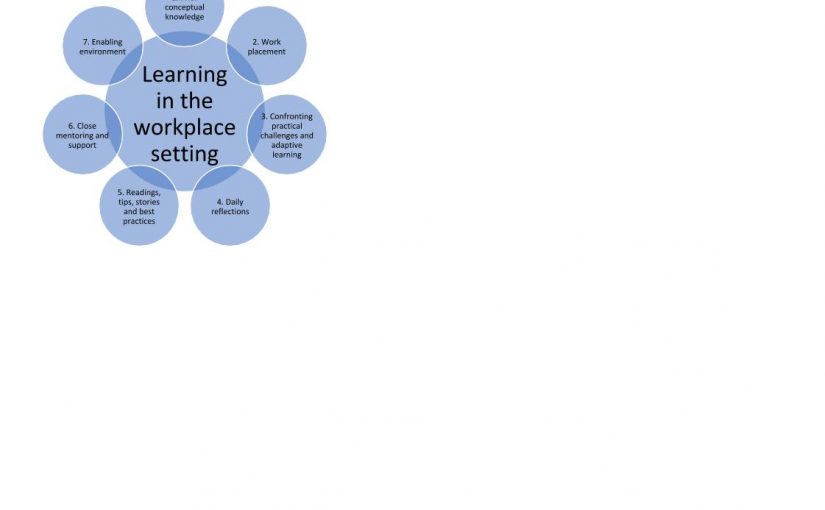 conceptual
knowledge
2. Work
placement
3. Confronting
practical
challenges and
adaptive
learning
4. Daily
reflections
5. Readings,
tips, stories
and best
practices
6. Close
mentoring and
support
7. Enabling
environment
Learning
in the
workplace
setting